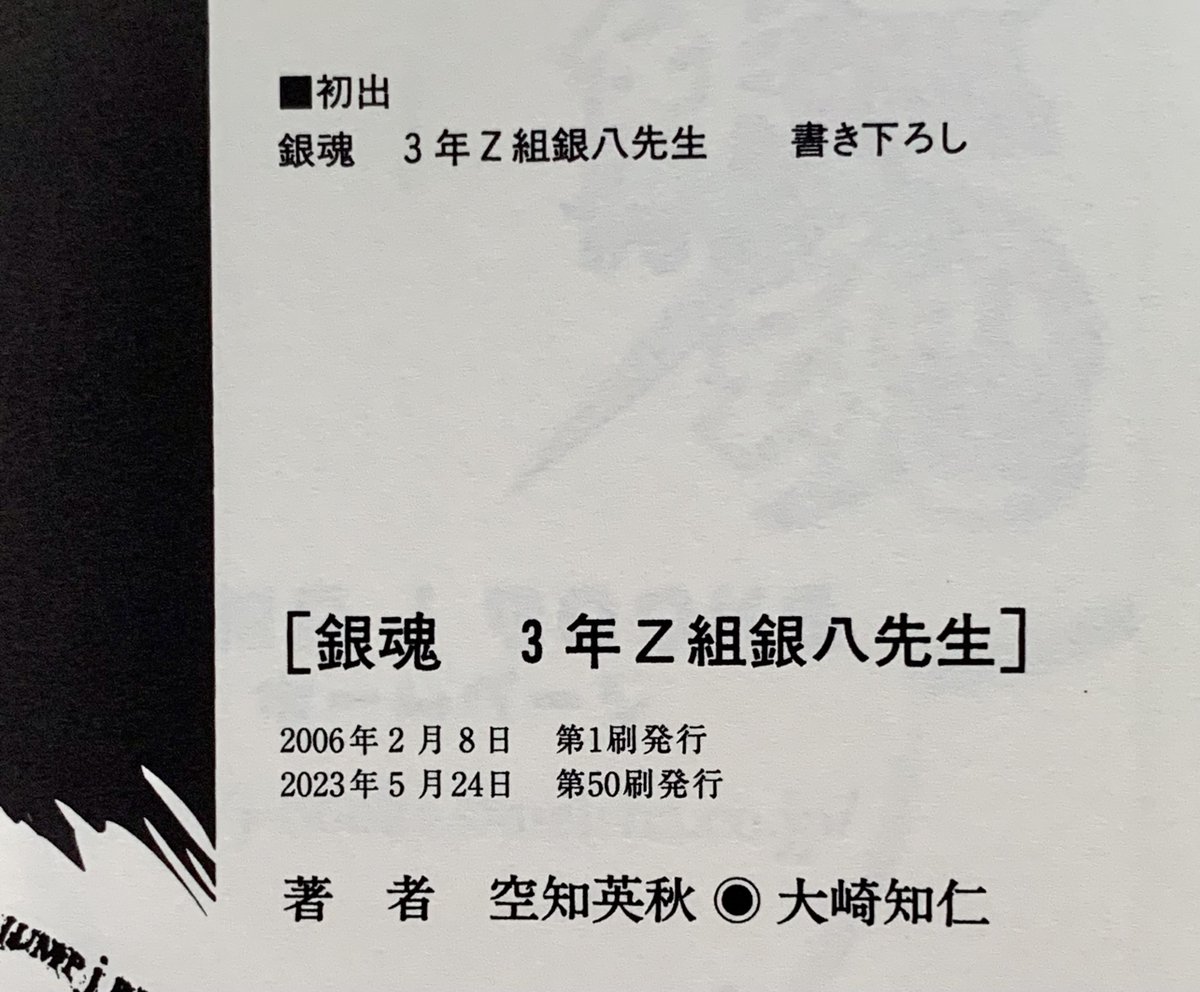 ■初出
銀魂　3年Z組銀八先生　　書き下ろし
[銀魂　3年Z組銀八先生]
2006年2月8日　第1刷発行
2023年5月24日　第50刷発行
著　者　空知英秋◉大崎知仁
JUMP j